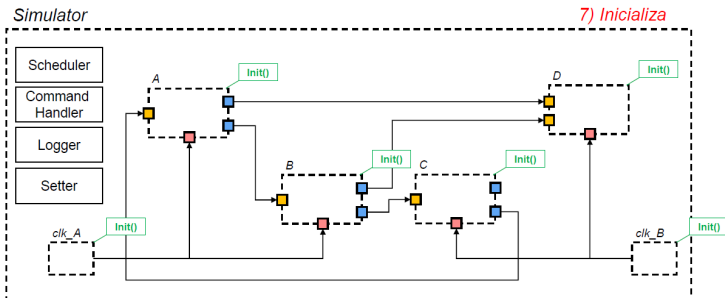 Simulator
7) Inicializa
Scheduler
Command
Handler
Logger
Setter
A
Init()
D
Init()
B
Init()
C
Init()
clk_A
Init()
clk_B
Init()